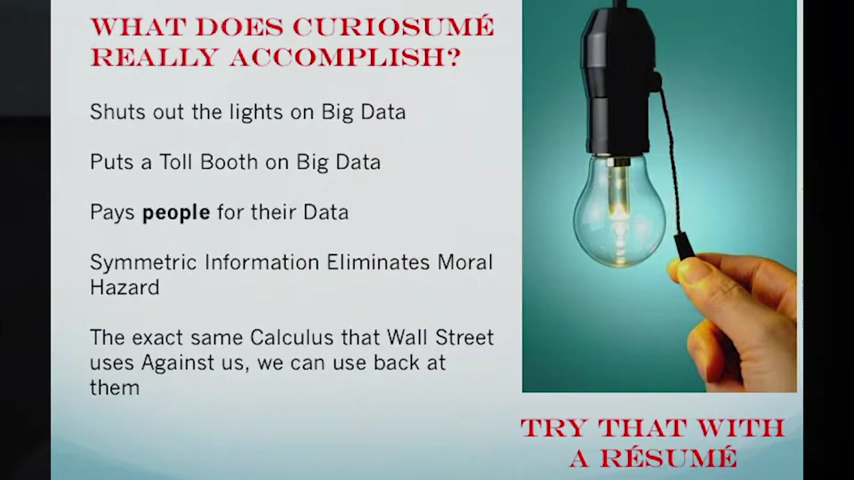 WHAT DOES CURIOSUMÉ
REALLY ACCOMPLISH?
Shuts out the lights on Big Data
Puts a Toll Booth on Big Data
Pays people for their Data
Symmetric Information Eliminates Moral
Hazard
The exact same Calculus that Wall Street
uses Against us, we can use back at
them
TRY THAT WITH
A RÉSUMÉ